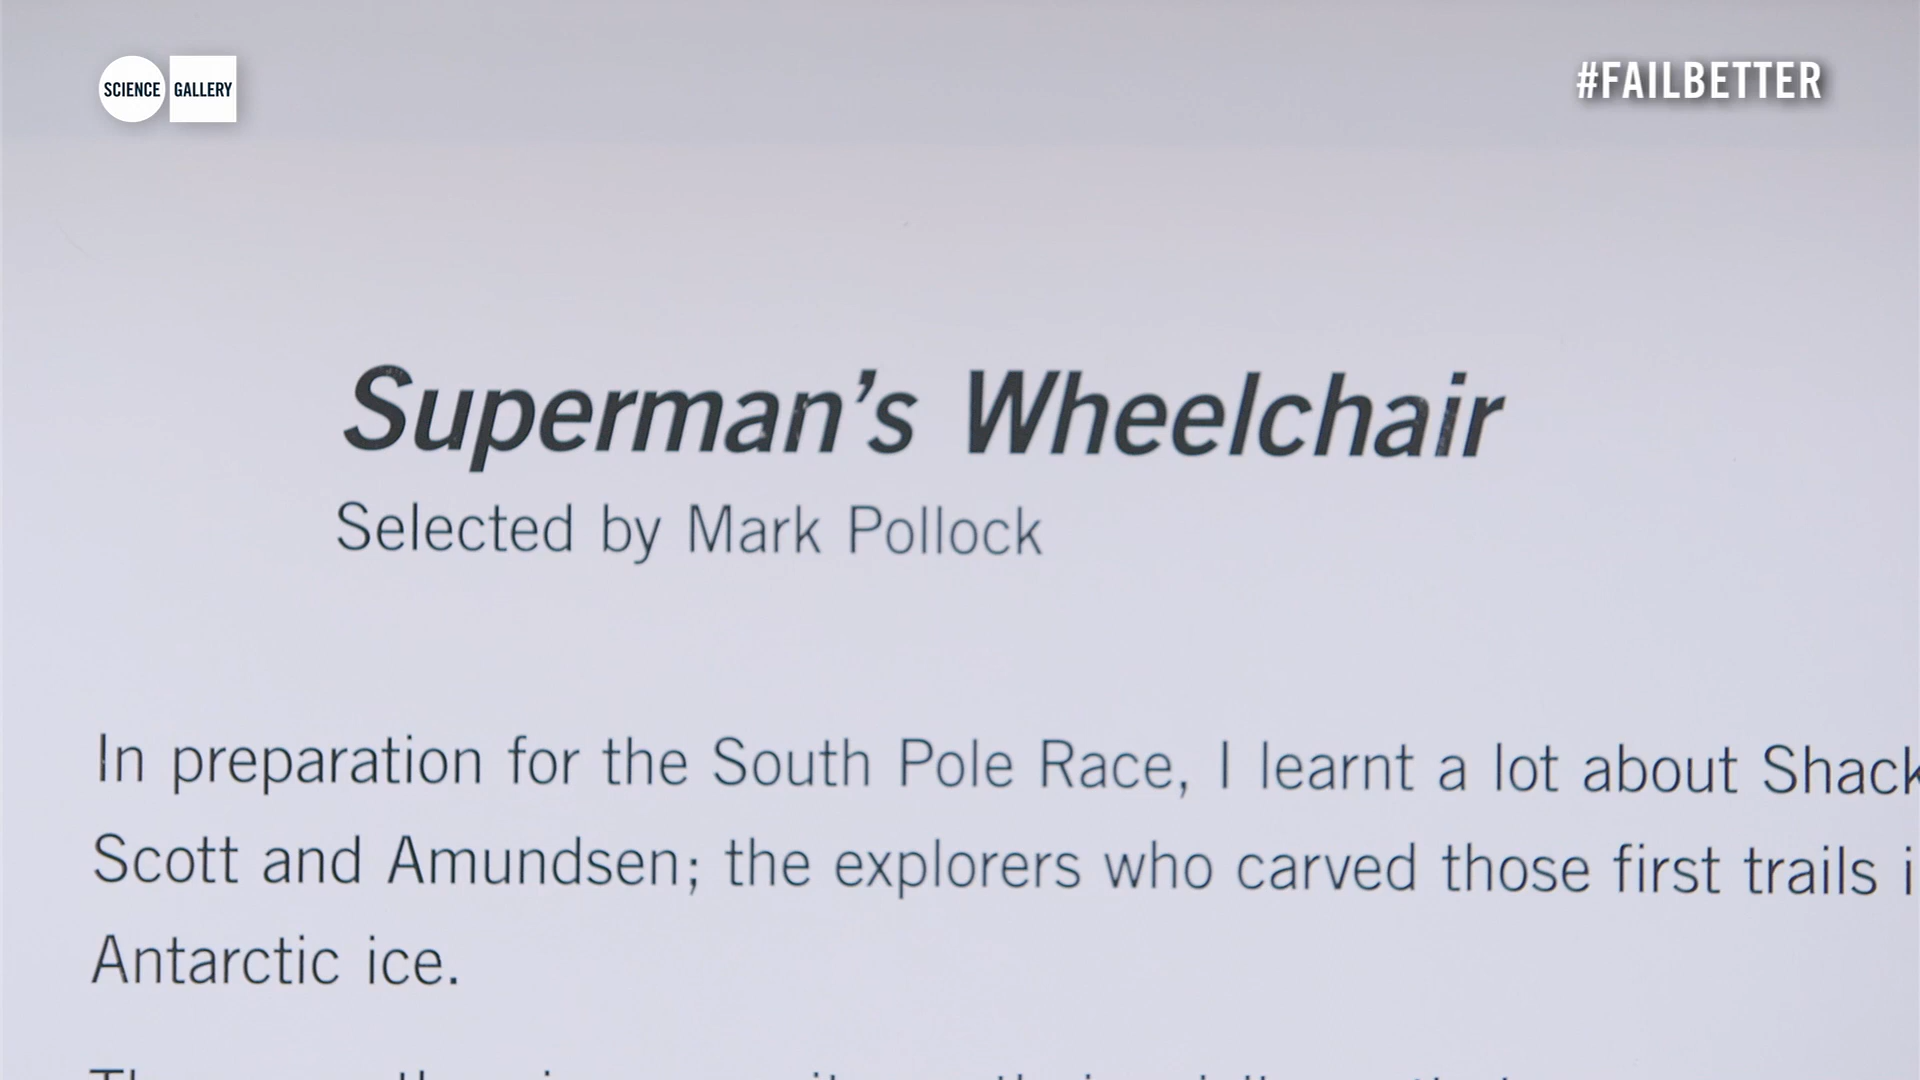 SCIENCE GALLERY
#FAILBETTER
Superman's Wheelchair
Selected by Mark Pollock
In preparation for the South Pole Race, I learnt a lot about Shack
Scott and Amundsen; the explorers who carved those first trails i
Antarctic ice.